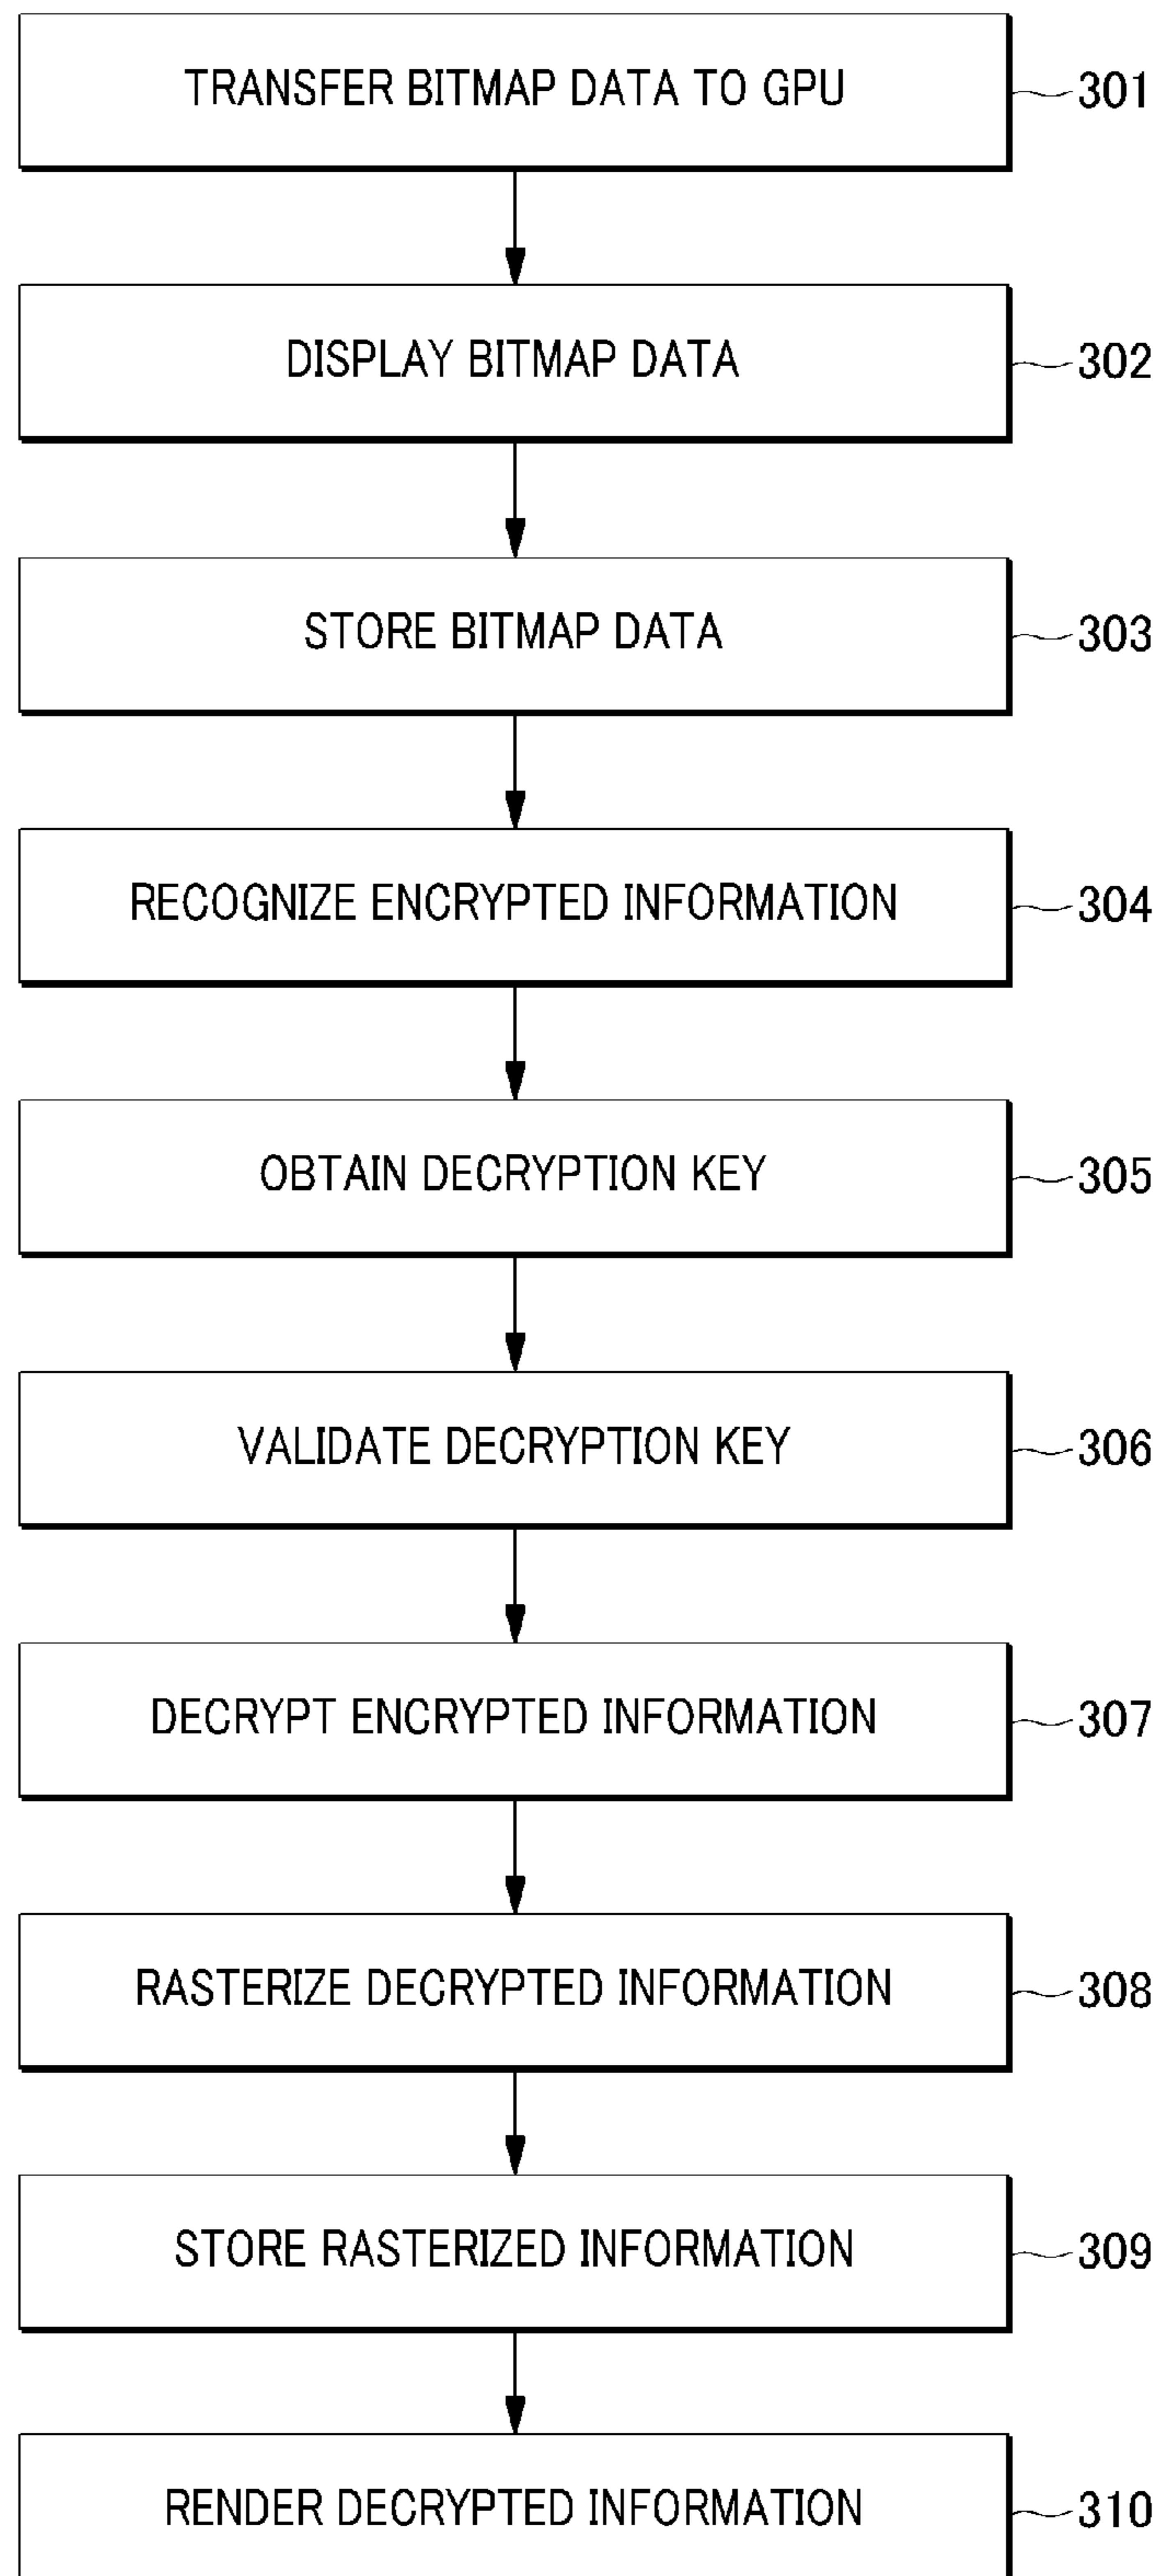 TRANSFER BITMAP DATA TO GPU 301
DISPLAY BITMAP DATA 302
STORE BITMAP DATA 303
RECOGNIZE ENCRYPTED INFORMATION 304
OBTAIN DECRYPTION KEY 305
VALIDATE DECRYPTION KEY 306
DECRYPT ENCRYPTED INFORMATION 307
RASTERIZE DECRYPTED INFORMATION 308
STORE RASTERIZED INFORMATION 309
RENDER DECRYPTED INFORMATION 310